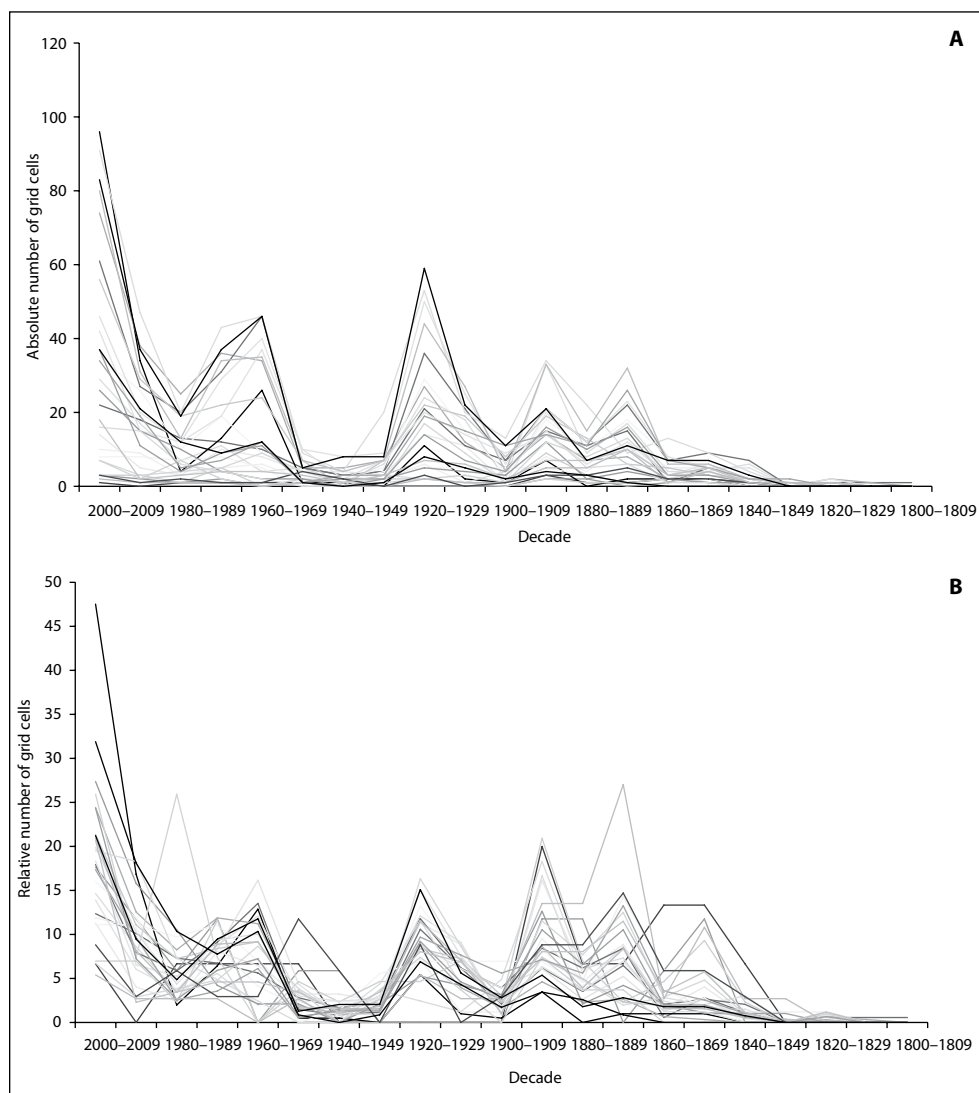 A
120
100
80
60
40
20
0
Absolute number of grid cells
2000–2009 1980–1989 1960–1969 1940–1949 1920–1929 1900–1909 1880–1889 1860–1869 1840–1849 1820–1829 1800–1809
Decade
B
50
45
40
35
30
25
20
15
10
5
0
Relative number of grid cells
2000–2009 1980–1989 1960–1969 1940–1949 1920–1929 1900–1909 1880–1889 1860–1869 1840–1849 1820–1829 1800–1809
Decade